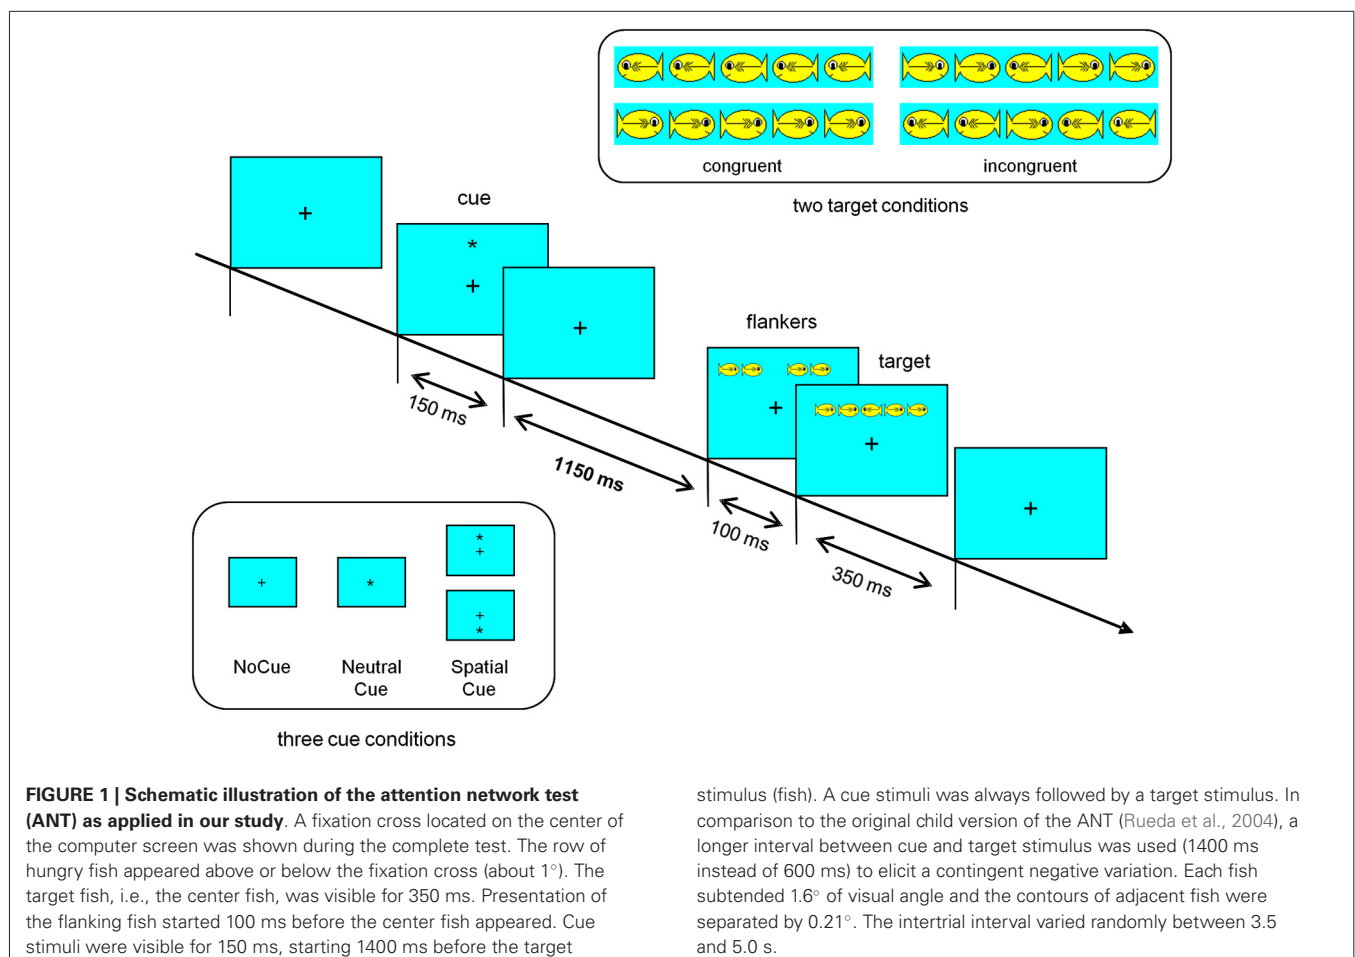 congruent
incongruent
two target conditions
cue
+
*
+
+
flankers
target
+
+
+
150 ms
1150 ms
100 ms
350 ms
+
*
*
+
+
*
NoCue
Neutral
Cue
Spatial
Cue
three cue conditions
FIGURE 1 | Schematic illustration of the attention network test
(ANT) as applied in our study. A fixation cross located on the center of
the computer screen was shown during the complete test. The row of
hungry fish appeared above or below the fixation cross (about 1°). The
target fish, i.e., the center fish, was visible for 350 ms. Presentation of
the flanking fish started 100 ms before the center fish appeared. Cue
stimuli were visible for 150 ms, starting 1400 ms before the target
stimulus (fish). A cue stimuli was always followed by a target stimulus. In
comparison to the original child version of the ANT (Rueda et al., 2004), a
longer interval between cue and target stimulus was used (1400 ms
instead of 600 ms) to elicit a contingent negative variation. Each fish
subtended 1.6° of visual angle and the contours of adjacent fish were
separated by 0.21°. The intertrial interval varied randomly between 3.5
and 5.0 s.